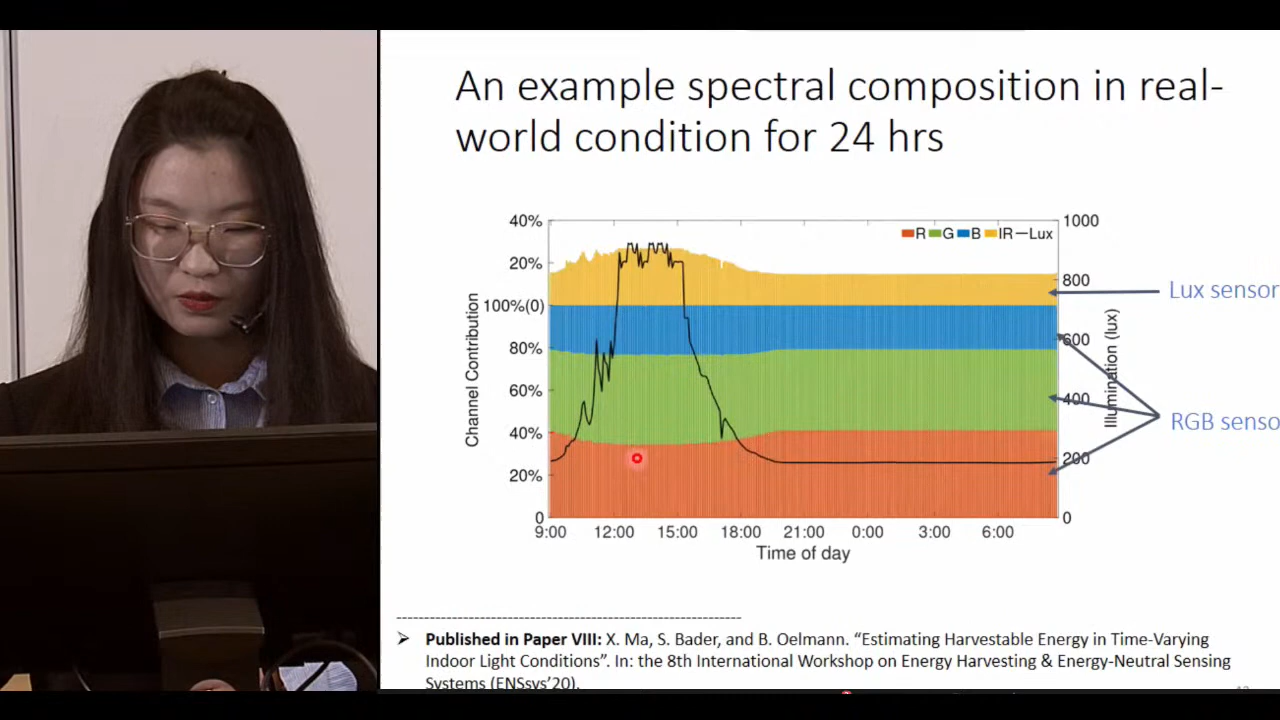 An example spectral composition in real-
world condition for 24 hrs
40%
20%
100%(0)
80%
60%
40%
20%
0
Channel Contribution
R G B IR Lux
1000
800
600
400
200
0
Illumination (lux)
9:00 12:00 15:00 18:00 21:00 0:00 3:00 6:00
Time of day
Lux sensor
RGB senso
➢ Published in Paper VIII: X. Ma, S. Bader, and B. Oelmann. “Estimating Harvestable Energy in Time-Varying
Indoor Light Conditions”. In: the 8th International Workshop on Energy Harvesting & Energy-Neutral Sensing
Systems (ENSsys’20).